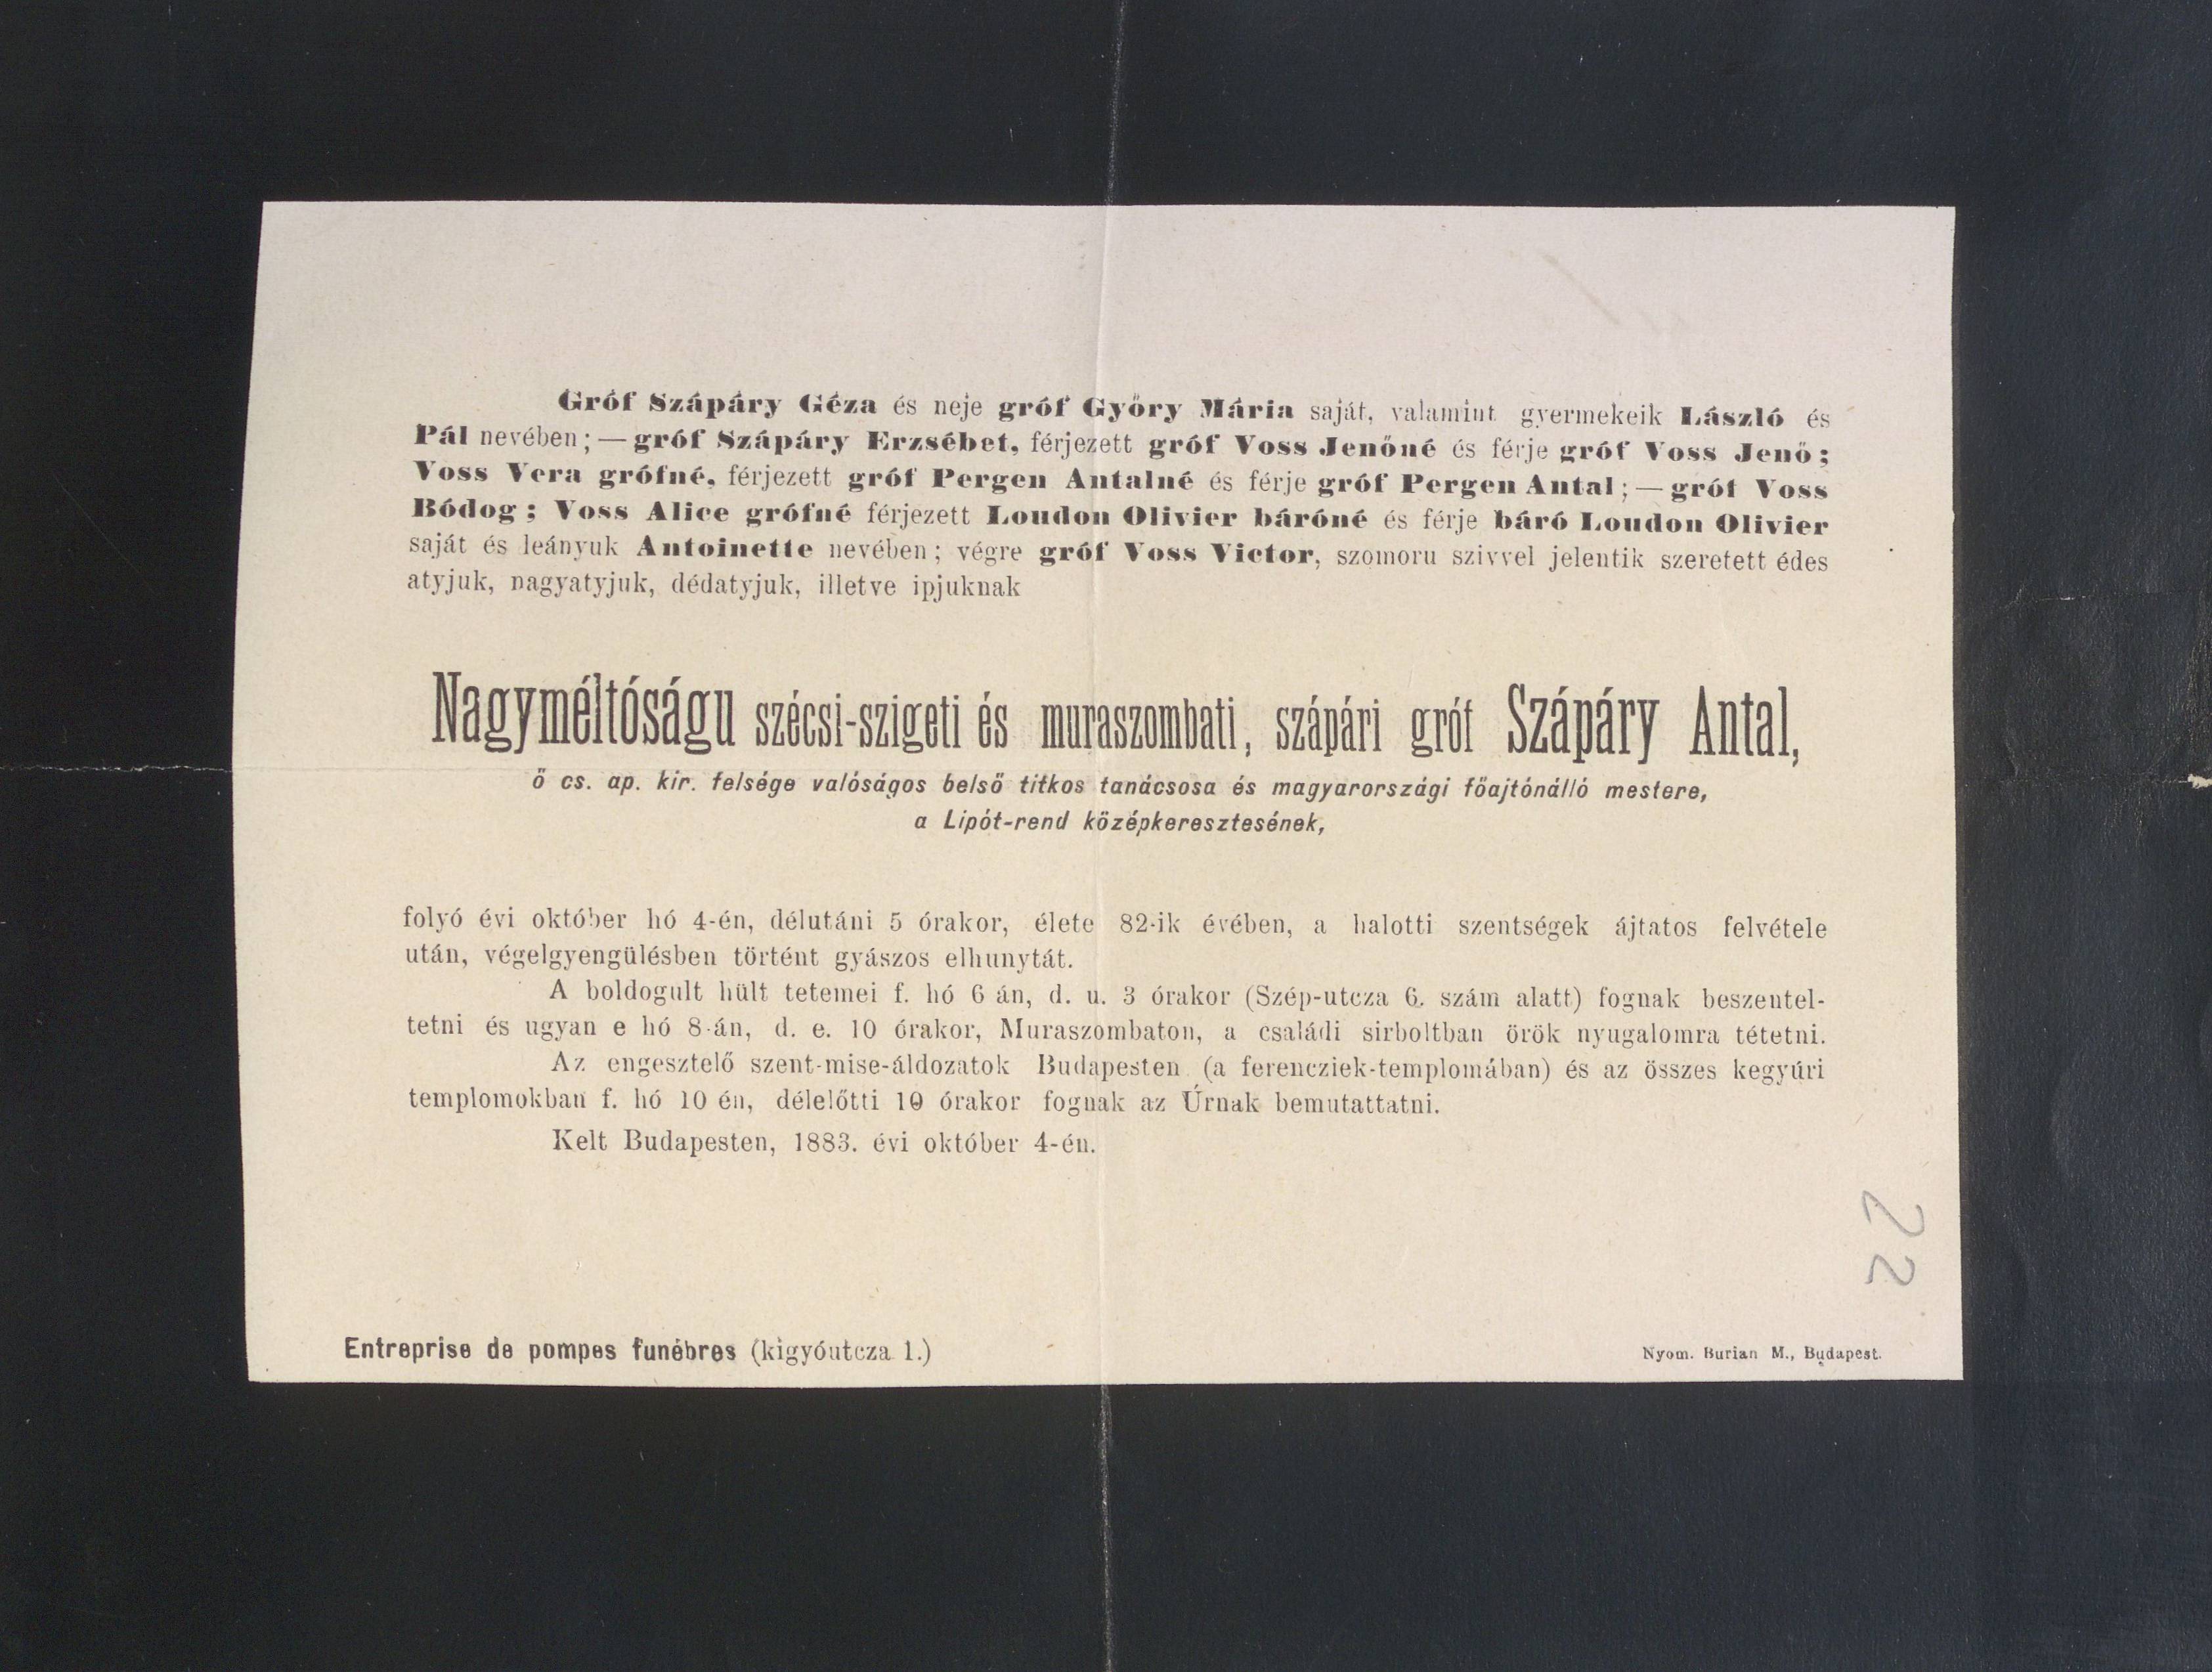 Gróf Szápáry Géza és neje gróf Győry Mária saját, valamint gyermekeik László és
Pál nevében; — gróf Szápáry Erzsébet, férjezett gróf Voss Jenőné és férje gróf Voss Jenő;
Voss Vera grófné, férjezett gróf Pergen Antalné és férje gróf Pergen Antal; — gróf Voss
Bódog; Voss Alice grófné férjezett Loudon Olivier báróné és férje báró Loudon Olivier
saját és leányuk Antoinette nevében; végre gróf Voss Victor, szomoru szivvel jelentik szeretett édes
atyjuk, nagyatyjuk, dédatyjuk, illetve ipjuknak
Nagyméltóságu szécsi-szigeti és muraszombati, szápári gróf Szápáry Antal,
ő cs. ap. kir. felsége valóságos belső titkos tanácsosa és magyarországi főajtónálló mestere,
a Lipót-rend középkeresztesének,
folyó évi október hó 4-én, délutáni 5 órakor, élete 82-ik évében, a halotti szentségek ájtatos felvétele
után, végelgyengülésben történt gyászos elhunytát.
A boldogult hült tetemei f. hó 6 án, d. u. 3 órakor (Szép-utcza 6. szám alatt) fognak beszentel-
tetni és ugyan e hó 8-án, d. e. 10 órakor, Muraszombaton, a családi sirboltban örök nyugalomra tétetni.
Az engesztelő szent-mise-áldozatok Budapesten (a ferencziek-templomában) és az összes kegyúri
templomokban f. hó 10 én, délelőtti 10 órakor fognak az Úrnak bemutattatni.
Kelt Budapesten, 1883. évi október 4-én.
22
Entreprise de pompes funébres (kigyóutcza 1.)
Nyom. Burian M., Budapest.